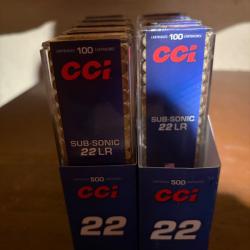 CARTRIDGES 100 CARTOUCHES
CCI
SUB-SONIC
22 LR
CARTRIDGES 100 CARTOUCHES
CCI
SUB-SONIC
22 LR
500
CCI
22
500
CCI
22